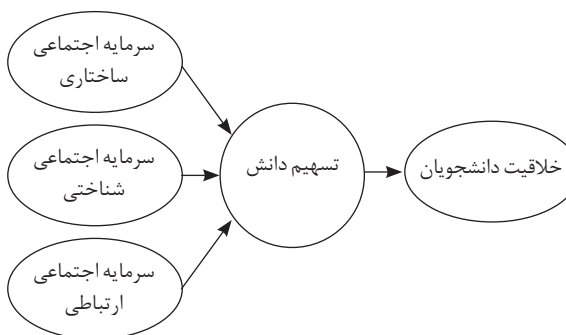 سرمایه اجتماعی
ساختاری
سرمایه اجتماعی
شناختی
سرمایه اجتماعی
ارتباطی
تسهیم دانش
خلاقیت دانشجویان